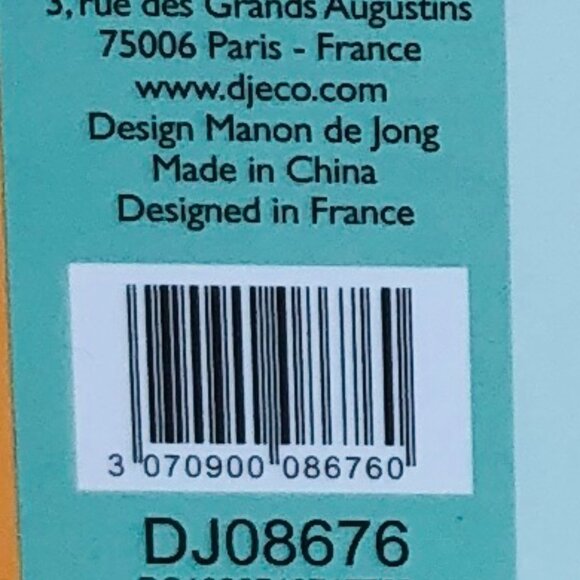 3, rue des Grands Augustins
75006 Paris - France
www.djeco.com
Design Manon de Jong
Made in China
Designed in France
3 070900 086760
DJ08676